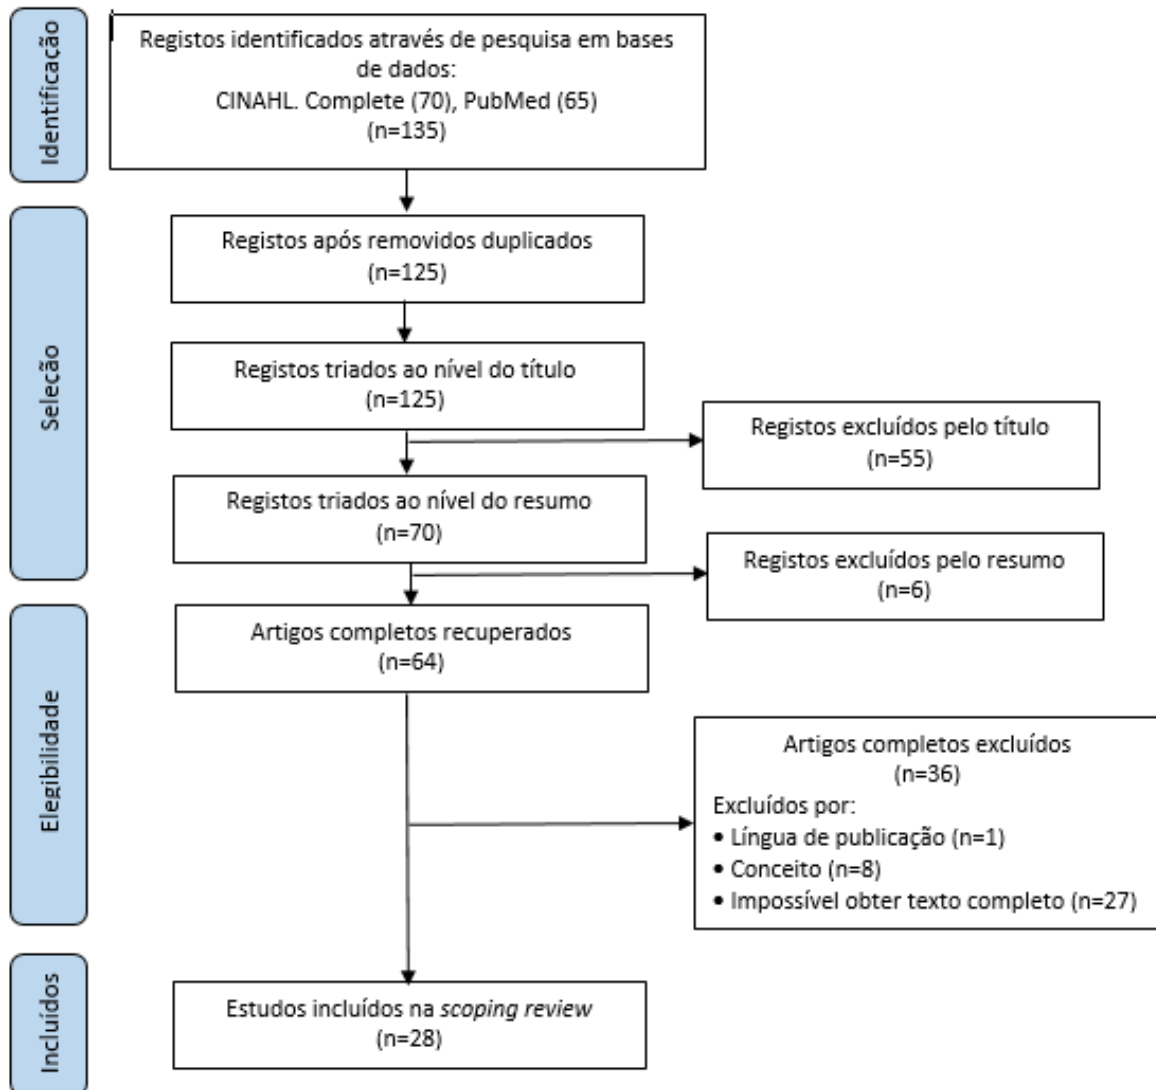 Identificação
Registos identificados através de pesquisa em bases
de dados:
CINAHL. Complete (70), PubMed (65)
(n=135)
Seleção
Registos após removidos duplicados
(n=125)
Registos triados ao nível do título
(n=125)
Registos excluídos pelo título
(n=55)
Registos triados ao nível do resumo
(n=70)
Registos excluídos pelo resumo
(n=6)
Elegibilidade
Artigos completos recuperados
(n=64)
Artigos completos excluídos
(n=36)
Excluídos por:
• Língua de publicação (n=1)
• Conceito (n=8)
• Impossível obter texto completo (n=27)
Incluídos
Estudos incluídos na scoping review
(n=28)